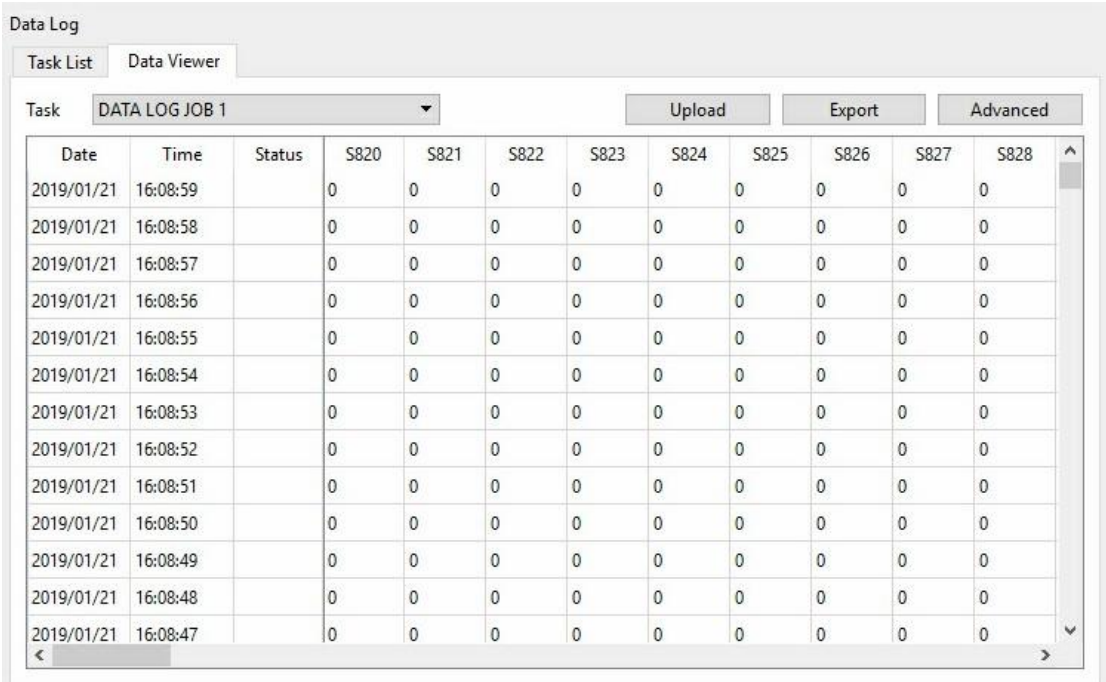 Data Log
Task List Data Viewer
Task DATA LOG JOB 1 Upload Export Advanced
Date Time Status S820 S821 S822 S823 S824 S825 S826 S827 S828
2019/01/21 16:08:59 0 0 0 0 0 0 0 0 0
2019/01/21 16:08:58 0 0 0 0 0 0 0 0 0
2019/01/21 16:08:57 0 0 0 0 0 0 0 0 0
2019/01/21 16:08:56 0 0 0 0 0 0 0 0 0
2019/01/21 16:08:55 0 0 0 0 0 0 0 0 0
2019/01/21 16:08:54 0 0 0 0 0 0 0 0 0
2019/01/21 16:08:53 0 0 0 0 0 0 0 0 0
2019/01/21 16:08:52 0 0 0 0 0 0 0 0 0
2019/01/21 16:08:51 0 0 0 0 0 0 0 0 0
2019/01/21 16:08:50 0 0 0 0 0 0 0 0 0
2019/01/21 16:08:49 0 0 0 0 0 0 0 0 0
2019/01/21 16:08:48 0 0 0 0 0 0 0 0 0
2019/01/21 16:08:47 0 0 0 0 0 0 0 0 0